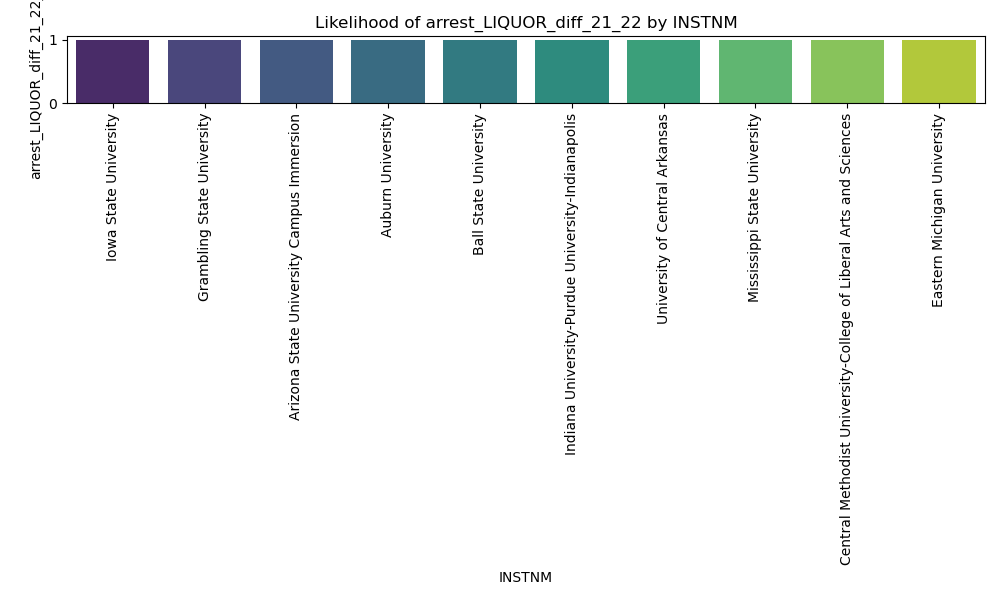 Likelihood of arrest_LIQUOR_diff_21_22 by INSTNM
arrest_LIQUOR_diff_21_22
1
0
Iowa State University
Grambling State University
Arizona State University Campus Immersion
Auburn University
Ball State University
Indiana University-Purdue University-Indianapolis
University of Central Arkansas
Mississippi State University
Central Methodist University-College of Liberal Arts and Sciences
Eastern Michigan University
INSTNM